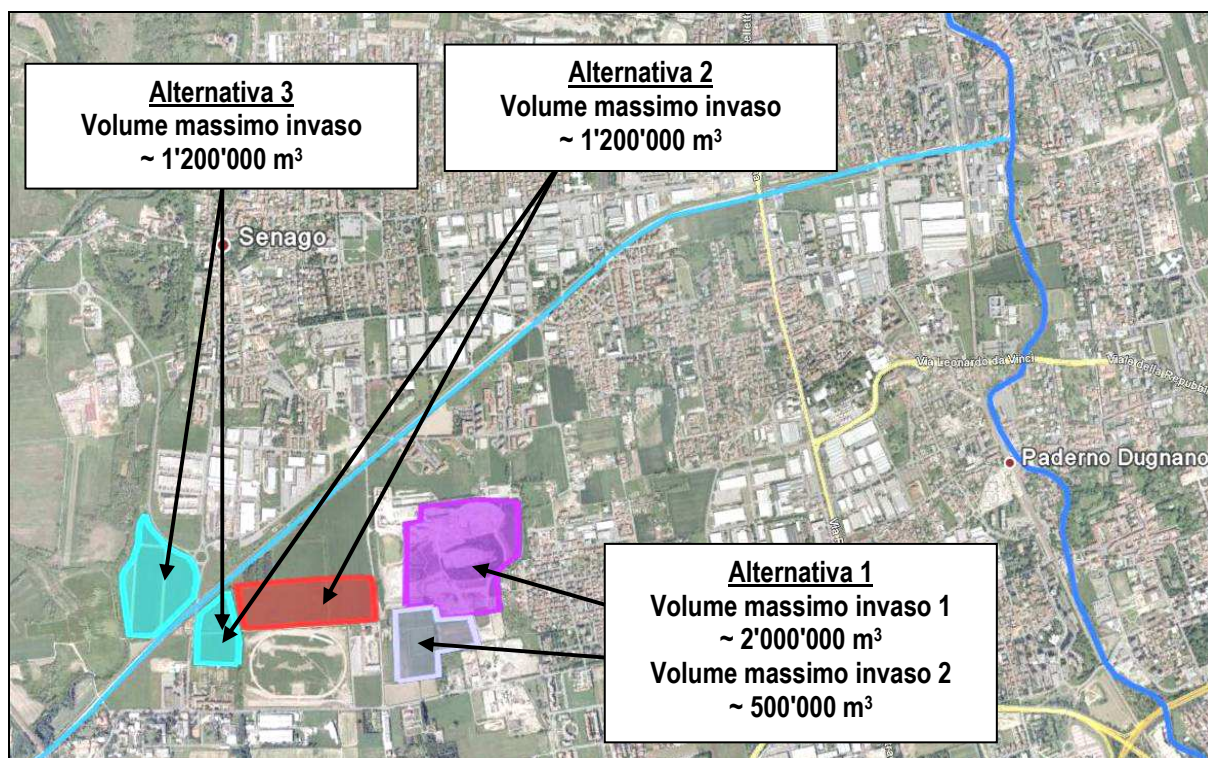 Alternativa 3
Volume massimo invaso
~ 1'200'000 m³
Alternativa 2
Volume massimo invaso
~ 1'200'000 m³
Senago
Via Leonardo da Vinci
Viale della Repubbl
Paderno Dugnano
Alternativa 1
Volume massimo invaso 1
~ 2'000'000 m³
Volume massimo invaso 2
~ 500'000 m³